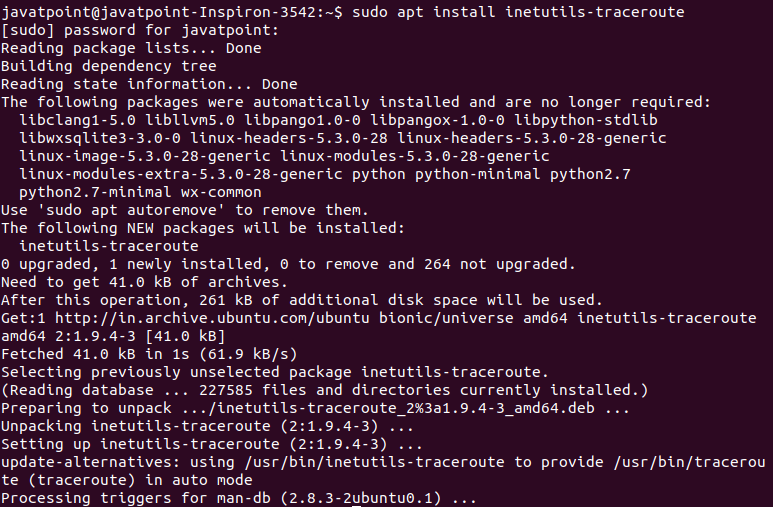 javatpoint@javatpoint-Inspiron-3542:~$ sudo apt install inetutils-traceroute
[sudo] password for javatpoint:
Reading package lists... Done
Building dependency tree
Reading state information... Done
The following packages were automatically installed and are no longer required:
  libclang1-5.0 libllvm5.0 libpango1.0-0 libpangox-1.0-0 libpython-stdlib
  libwxsqlite3-3.0-0 linux-headers-5.3.0-28 linux-headers-5.3.0-28-generic
  linux-image-5.3.0-28-generic linux-modules-5.3.0-28-generic
  linux-modules-extra-5.3.0-28-generic python python-minimal python2.7
  python2.7-minimal wx-common
Use 'sudo apt autoremove' to remove them.
The following NEW packages will be installed:
  inetutils-traceroute
0 upgraded, 1 newly installed, 0 to remove and 264 not upgraded.
Need to get 41.0 kB of archives.
After this operation, 261 kB of additional disk space will be used.
Get:1 http://in.archive.ubuntu.com/ubuntu bionic/universe amd64 inetutils-traceroute
amd64 2:1.9.4-3 [41.0 kB]
Fetched 41.0 kB in 1s (61.9 kB/s)
Selecting previously unselected package inetutils-traceroute.
(Reading database ... 227585 files and directories currently installed.)
Preparing to unpack .../inetutils-traceroute_2%3a1.9.4-3_amd64.deb ...
Unpacking inetutils-traceroute (2:1.9.4-3) ...
Setting up inetutils-traceroute (2:1.9.4-3) ...
update-alternatives: using /usr/bin/inetutils-traceroute to provide /usr/bin/tracerou
te (traceroute) in auto mode
Processing triggers for man-db (2.8.3-2ubuntu0.1) ...